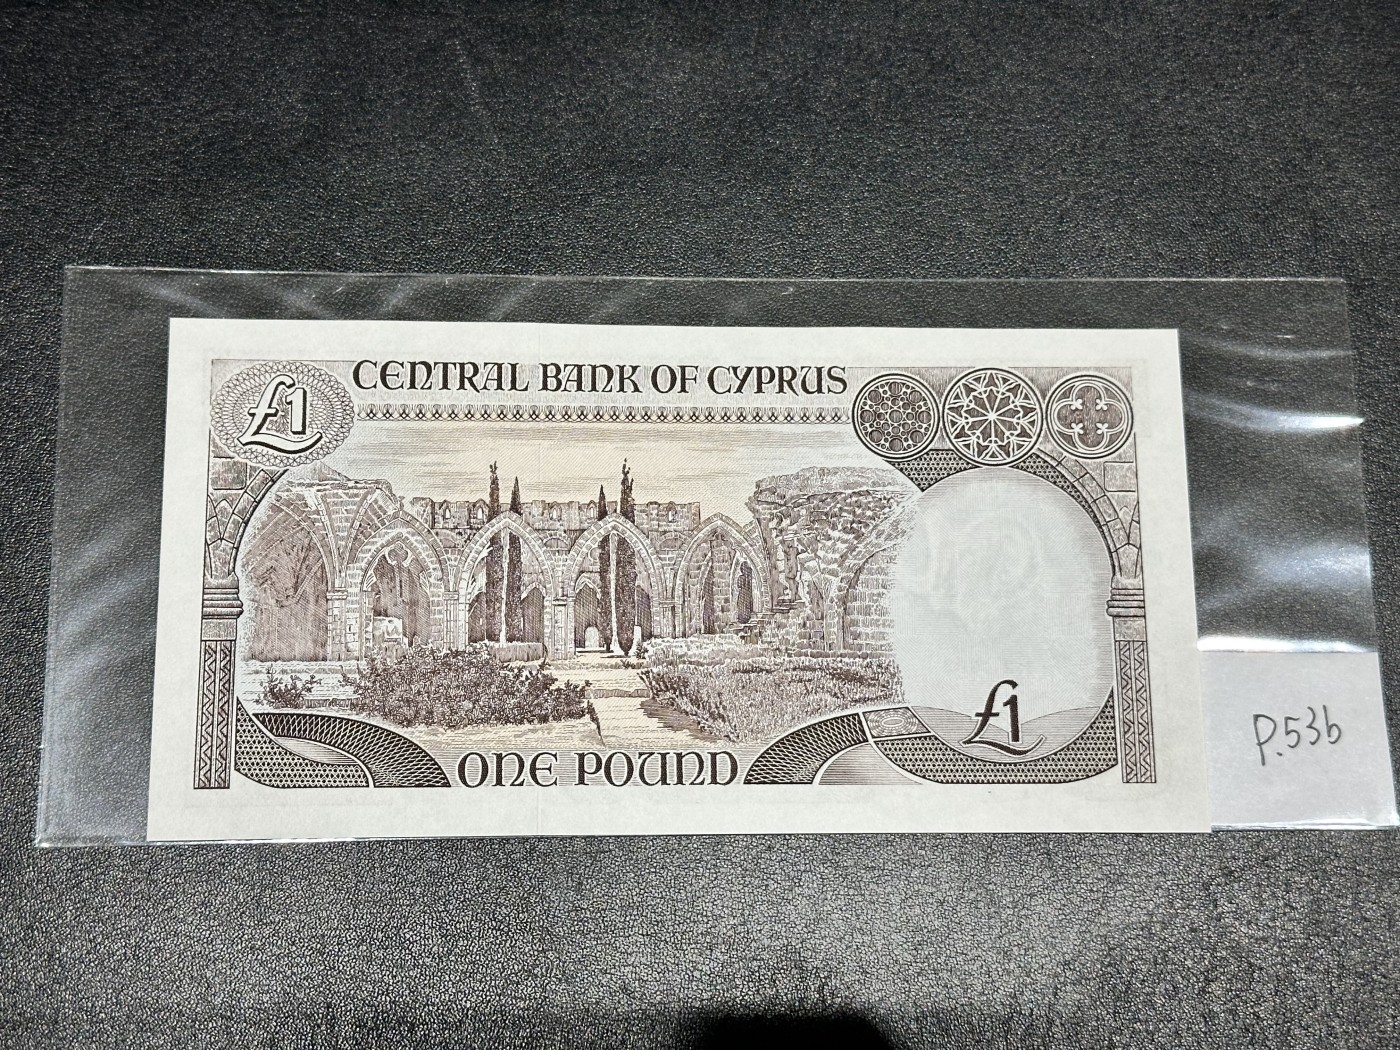 £1
CENTRAL BANK OF CYPRUS
£1
ONE POUND
P.53b